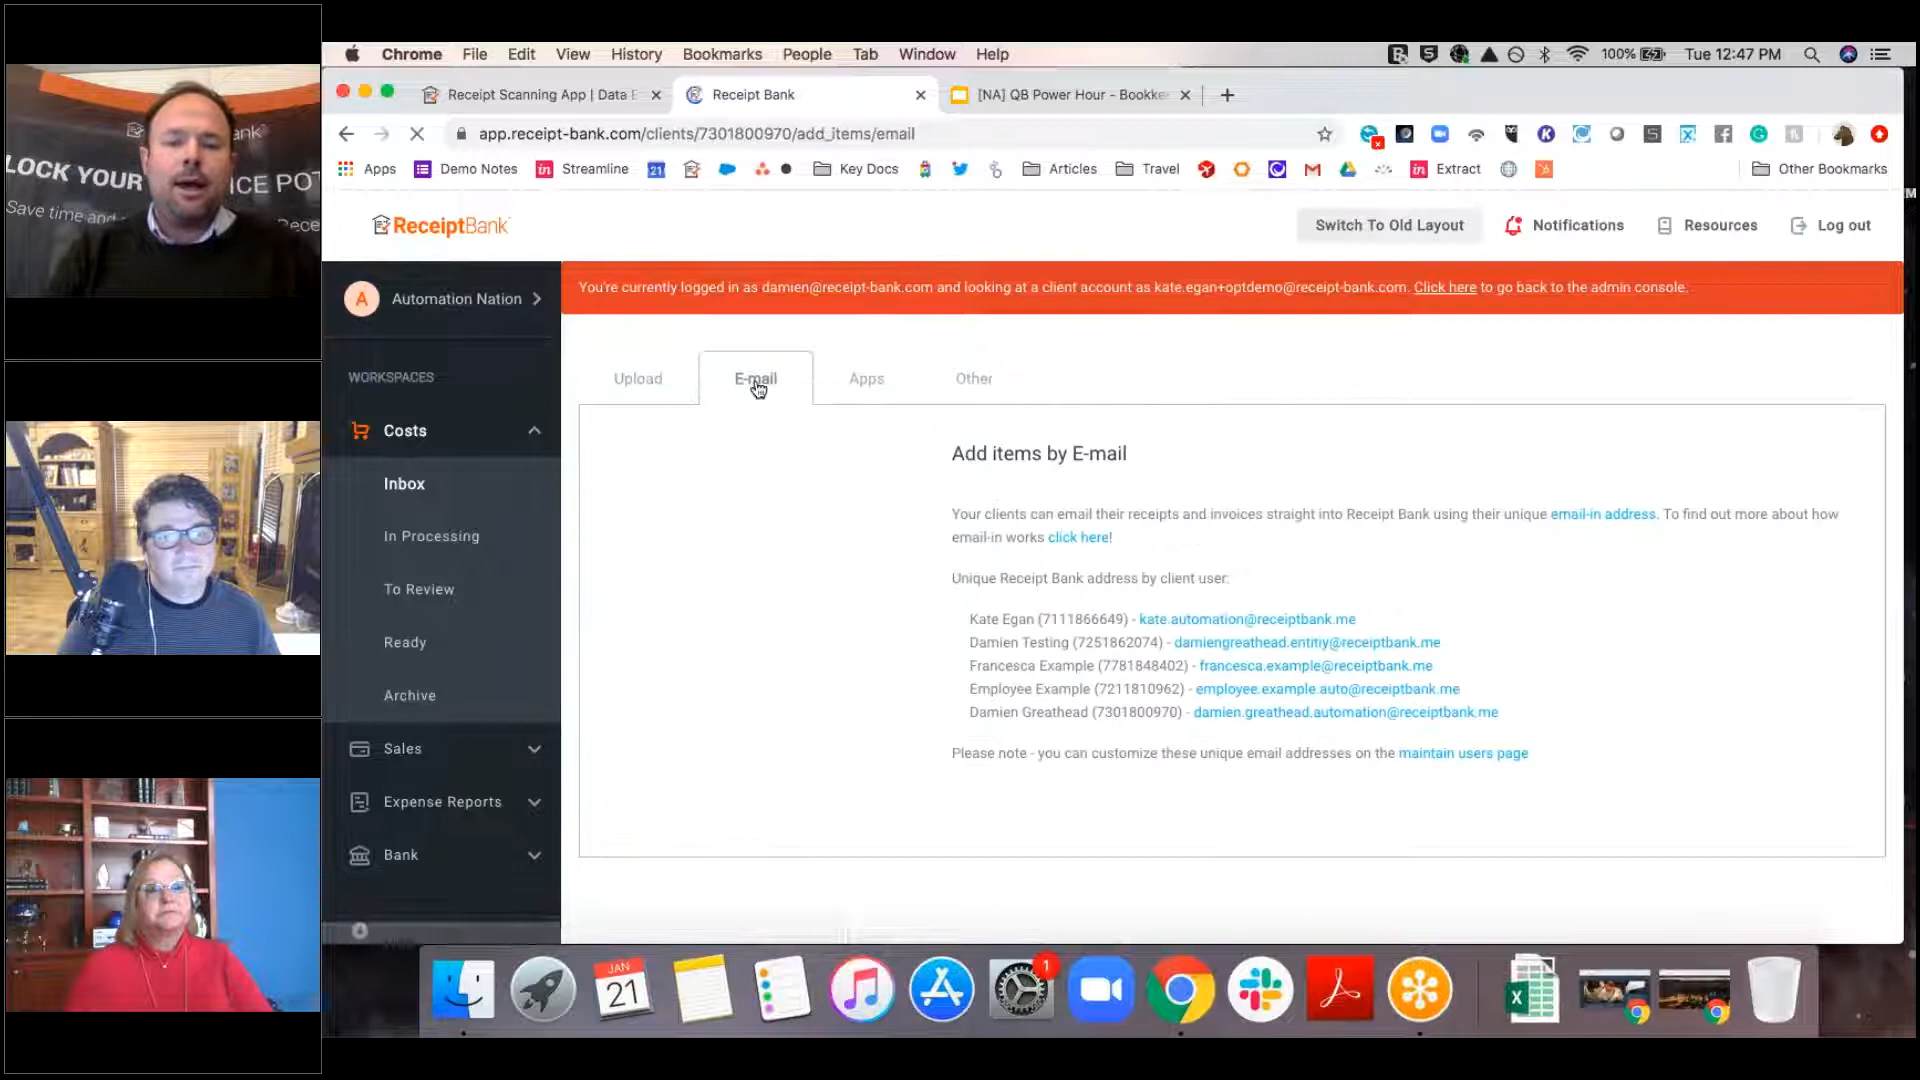 Chrome File Edit View History Bookmarks People Tab Window Help 100% Tue 12:47 PM
Receipt Scanning App | Data E Receipt Bank [NA] QB Power Hour - Bookke
app.receipt-bank.com/clients/7301800970/add_items/email
Apps Demo Notes Streamline Key Docs Articles Travel Extract Other Bookmarks
ReceiptBank Switch To Old Layout Notifications Resources Log out
A Automation Nation
You're currently logged in as damien@receipt-bank.com and looking at a client account as kate.egan+optdemo@receipt-bank.com. Click here to go back to the admin console.
WORKSPACES
Costs
Inbox
In Processing
To Review
Ready
Archive
Sales
Expense Reports
Bank
Upload E-mail Apps Other
Add items by E-mail
Your clients can email their receipts and invoices straight into Receipt Bank using their unique email-in address. To find out more about how
email-in works click here!
Unique Receipt Bank address by client user:
Kate Egan (7111866649) - kate.automation@receiptbank.me
Damien Testing (7251862074) - damiengreathead.entitiy@receiptbank.me
Francesca Example (7781848402) - francesca.example@receiptbank.me
Employee Example (7211810962) - employee.example.auto@receiptbank.me
Damien Greathead (7301800970) - damien.greathead.automation@receiptbank.me
Please note - you can customize these unique email addresses on the maintain users page
LOCK YOUR ICE POT
Save time and
JAN
21
1